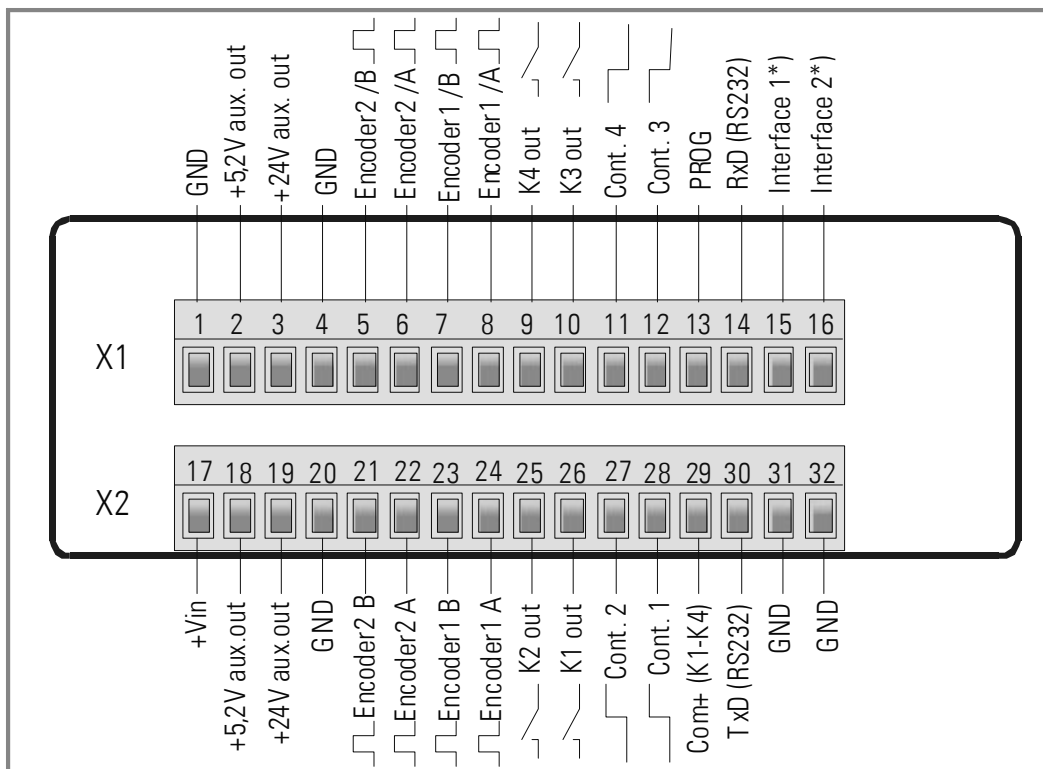 GND
+5,2V aux. out
+24V aux. out
GND
Encoder2 /B
Encoder2 /A
Encoder1 /B
Encoder1 /A
K4 out
K3 out
Cont. 4
Cont. 3
PROG
RxD (RS232)
Interface 1*)
Interface 2*)
X1
1 2 3 4 5 6 7 8 9 10 11 12 13 14 15 16
X2
17 18 19 20 21 22 23 24 25 26 27 28 29 30 31 32
+Vin
+5,2V aux.out
+24V aux.out
GND
Encoder2 B
Encoder2 A
Encoder1 B
Encoder1 A
K2 out
K1 out
Cont. 2
Cont. 1
Com+ (K1-K4)
TxD (RS232)
GND
GND